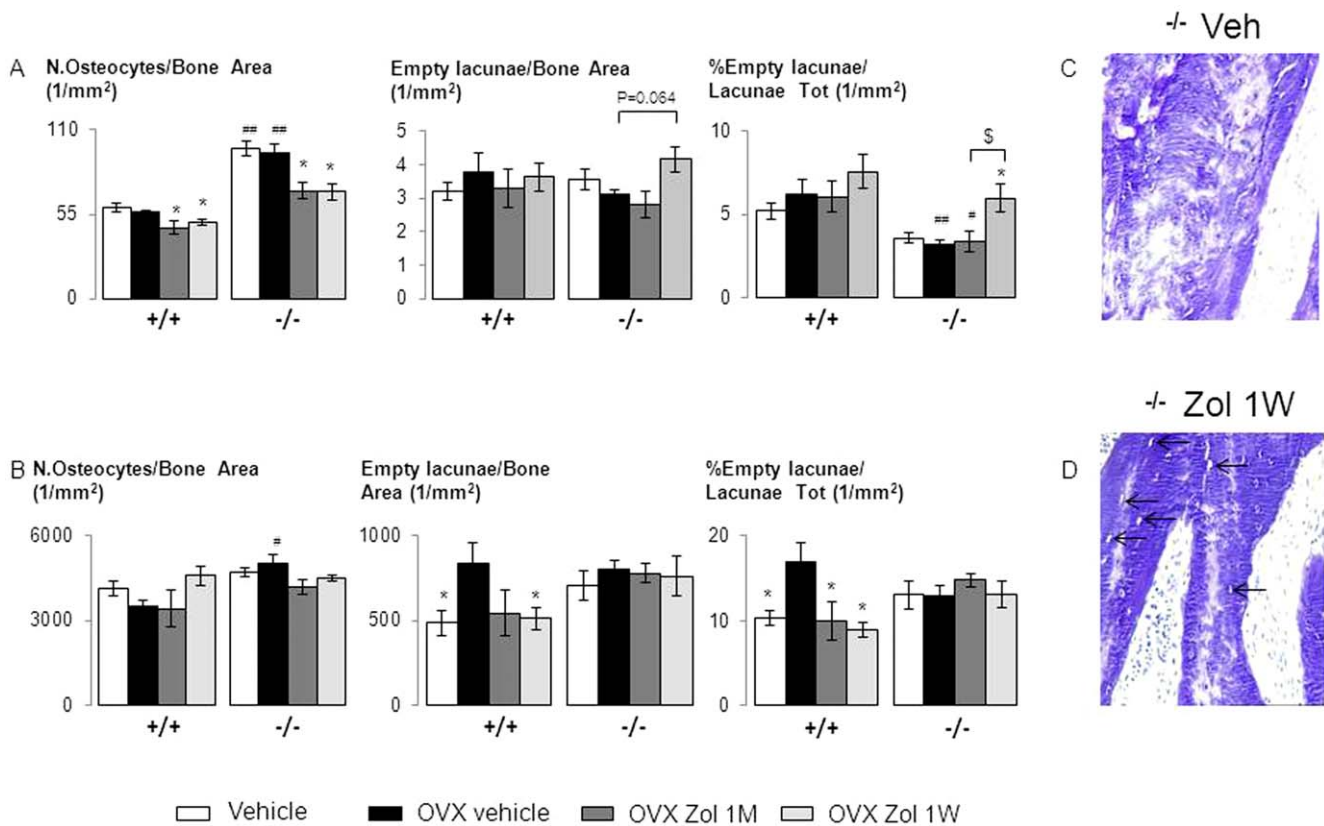 A
N.Osteocytes/Bone Area
(1/mm²)
110
55
0
## ## * *
* *
+/+
-/-
Empty lacunae/Bone Area
(1/mm²)
P=0.064
5
4
3
2
1
0
+/+
-/-
%Empty lacunae/
Lacunae Tot (1/mm²)
10
5
0
$
*
## #
+/+
-/-
C
-/- Veh
B
N.Osteocytes/Bone Area
(1/mm²)
6000
3000
0
#
+/+
-/-
Empty lacunae/Bone
Area (1/mm²)
1000
500
0
* *
+/+
-/-
%Empty lacunae/
Lacunae Tot (1/mm²)
20
10
0
* * *
+/+
-/-
D
-/- Zol 1W
Vehicle OVX vehicle OVX Zol 1M OVX Zol 1W